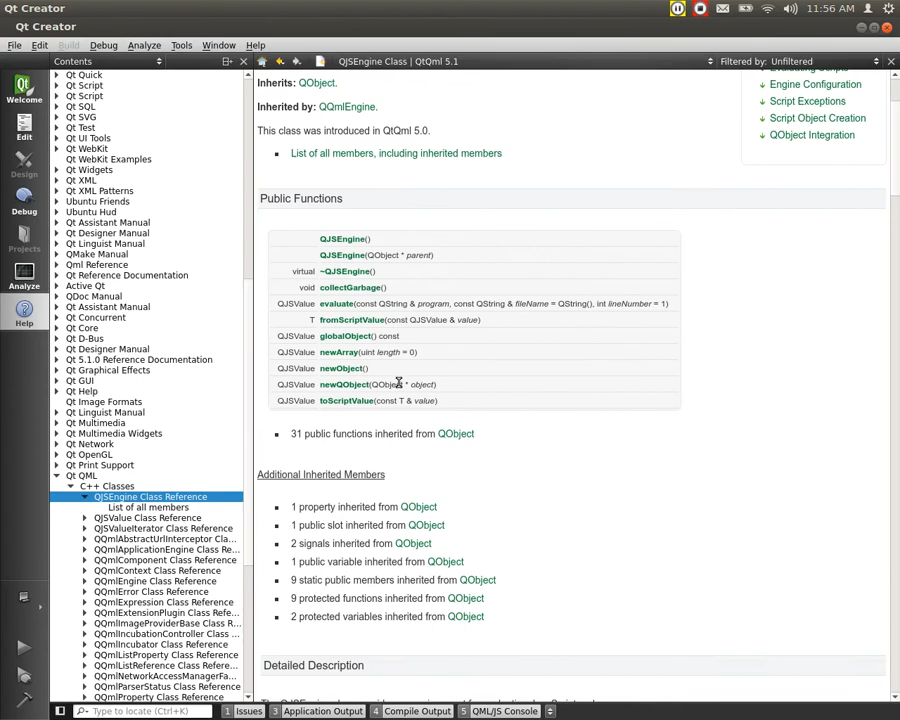 Qt Creator
11:56 AM
Qt Creator
File Edit Build Debug Analyze Tools Window Help
Contents
QJSEngine Class | QtQml 5.1
Filtered by: Unfiltered
Welcome
Edit
Design
Debug
Projects
Analyze
Help
Qt Quick
Qt Script
Qt Script
Qt SQL
Qt SVG
Qt Test
Qt UI Tools
Qt WebKit
Qt WebKit Examples
Qt Widgets
Qt XML
Qt XML Patterns
Ubuntu Friends
Ubuntu Hud
Qt Assistant Manual
Qt Designer Manual
Qt Linguist Manual
QMake Manual
Qml Reference
Qt Reference Documentation
Active Qt
QDoc Manual
Qt Assistant Manual
Qt Concurrent
Qt Core
Qt D-Bus
Qt Designer Manual
Qt 5.1.0 Reference Documentation
Qt Graphical Effects
Qt GUI
Qt Help
Qt Image Formats
Qt Linguist Manual
Qt Multimedia
Qt Multimedia Widgets
Qt Network
Qt OpenGL
Qt Print Support
Qt QML
C++ Classes
QJSEngine Class Reference
List of all members
QJSValue Class Reference
QJSValueIterator Class Reference
QQmlAbstractUrlInterceptor Cla...
QQmlApplicationEngine Class Re...
QQmlComponent Class Reference
QQmlContext Class Reference
QQmlEngine Class Reference
QQmlError Class Reference
QQmlExpression Class Reference
QQmlExtensionPlugin Class Refe...
QQmlImageProviderBase Class R...
QQmlIncubationController Class ...
QQmlIncubator Class Reference
QQmlListProperty Class Reference
QQmlListReference Class Referen...
QQmlNetworkAccessManagerFa...
QQmlParserStatus Class Reference
QQmlProperty Class Reference
Inherits: QObject.
Inherited by: QQmlEngine.
This class was introduced in QtQml 5.0.
List of all members, including inherited members
Evaluating Scripts
Engine Configuration
Script Exceptions
Script Object Creation
QObject Integration
Public Functions
QJSEngine()
QJSEngine(QObject * parent)
virtual ~QJSEngine()
void collectGarbage()
QJSValue evaluate(const QString & program, const QString & fileName = QString(), int lineNumber = 1)
T fromScriptValue(const QJSValue & value)
QJSValue globalObject() const
QJSValue newArray(uint length = 0)
QJSValue newObject()
QJSValue newQObject(QObject * object)
QJSValue toScriptValue(const T & value)
31 public functions inherited from QObject
Additional Inherited Members
1 property inherited from QObject
1 public slot inherited from QObject
2 signals inherited from QObject
1 public variable inherited from QObject
9 static public members inherited from QObject
9 protected functions inherited from QObject
2 protected variables inherited from QObject
Detailed Description
Type to locate (Ctrl+K)
1 Issues
3 Application Output
4 Compile Output
5 QML/JS Console